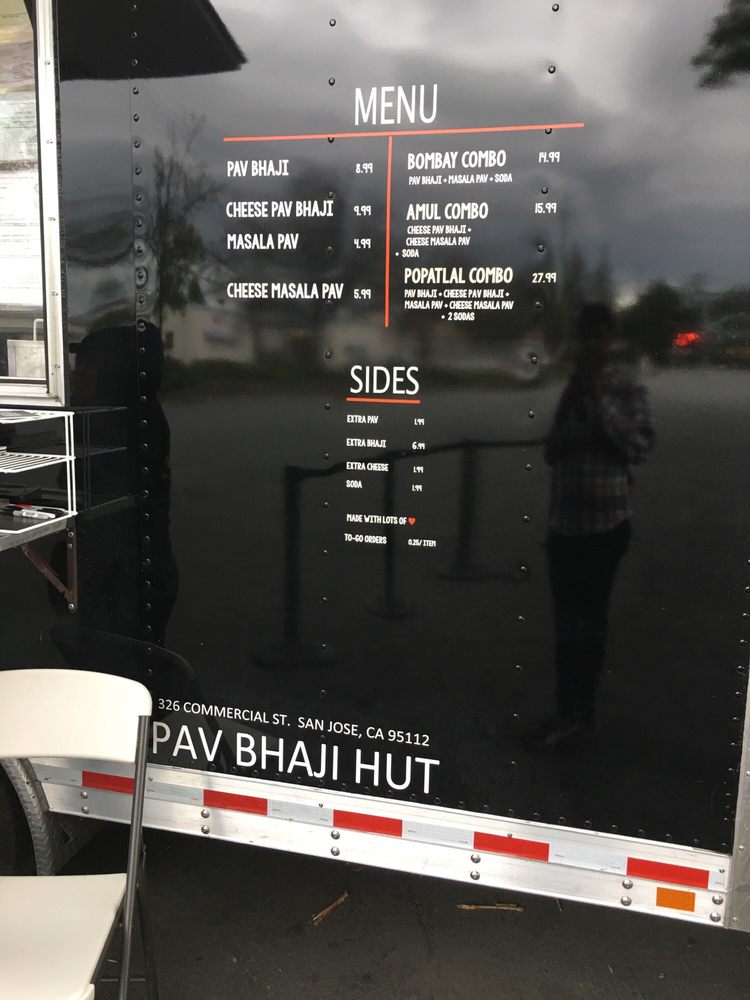 MENU
PAV BHAJI 8.99
CHEESE PAV BHAJI 9.99
MASALA PAV 4.99
CHEESE MASALA PAV 5.99
BOMBAY COMBO 14.99
PAV BHAJI + MASALA PAV + SODA
AMUL COMBO 15.99
CHEESE PAV BHAJI +
CHEESE MASALA PAV
+ SODA
POPATLAL COMBO 27.99
PAV BHAJI + CHEESE PAV BHAJI +
MASALA PAV + CHEESE MASALA PAV
+ 2 SODAS
SIDES
EXTRA PAV 1.99
EXTRA BHAJI 6.99
EXTRA CHEESE 1.99
SODA 1.99
MADE WITH LOTS OF ♥
TO-GO ORDERS 0.25/ITEM
326 COMMERCIAL ST. SAN JOSE, CA 95112
PAV BHAJI HUT